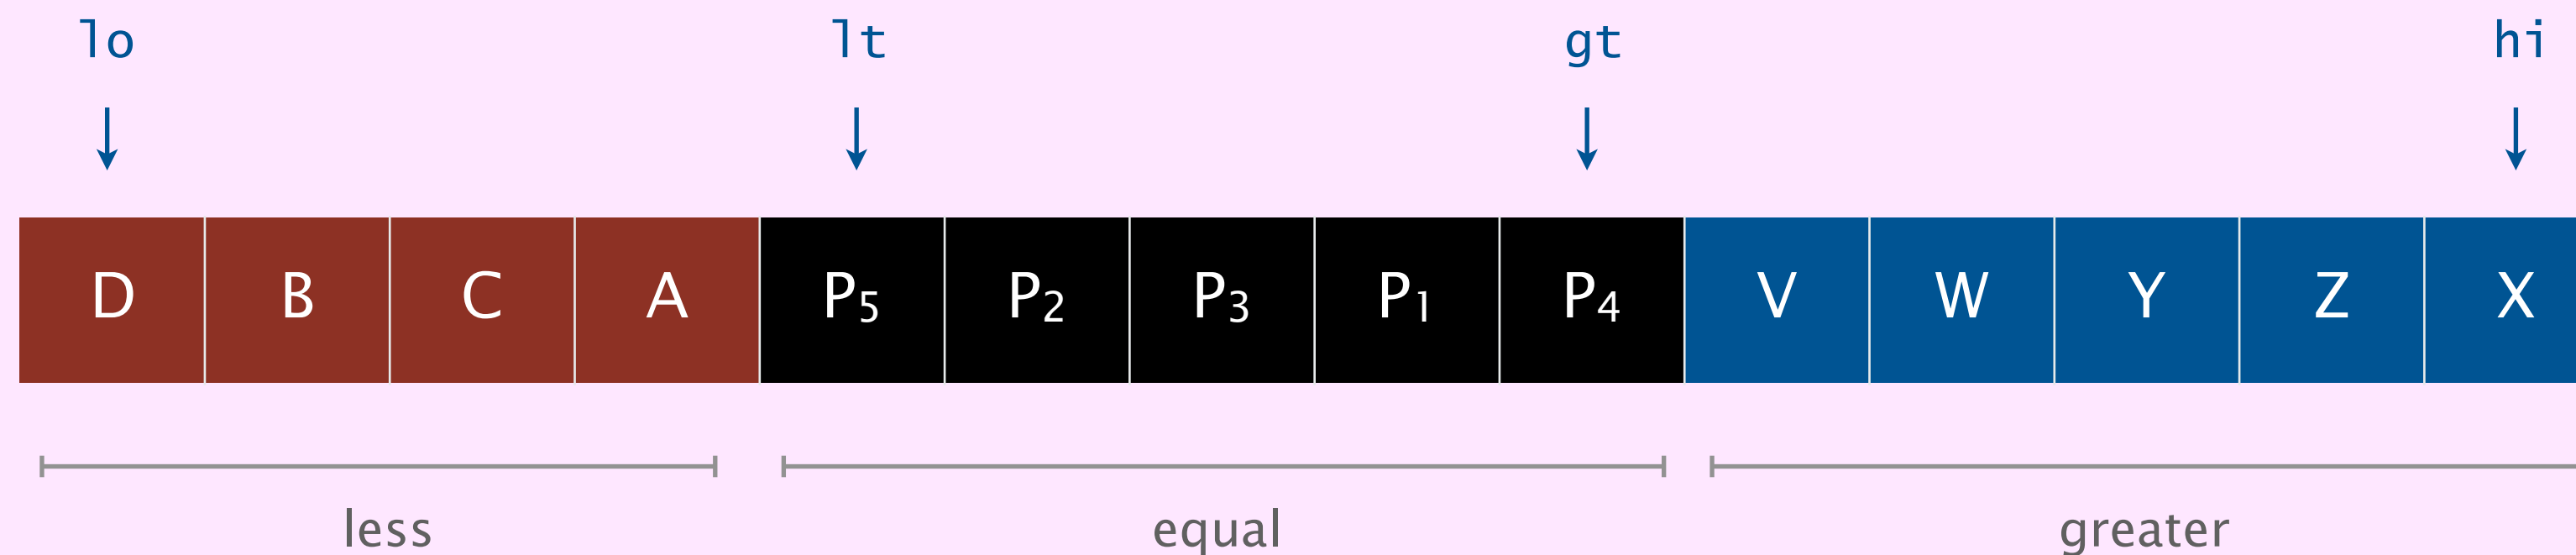 lo lt gt hi
D B C A P₅ P₂ P₃ P₁ P₄ V W Y Z X
less equal greater